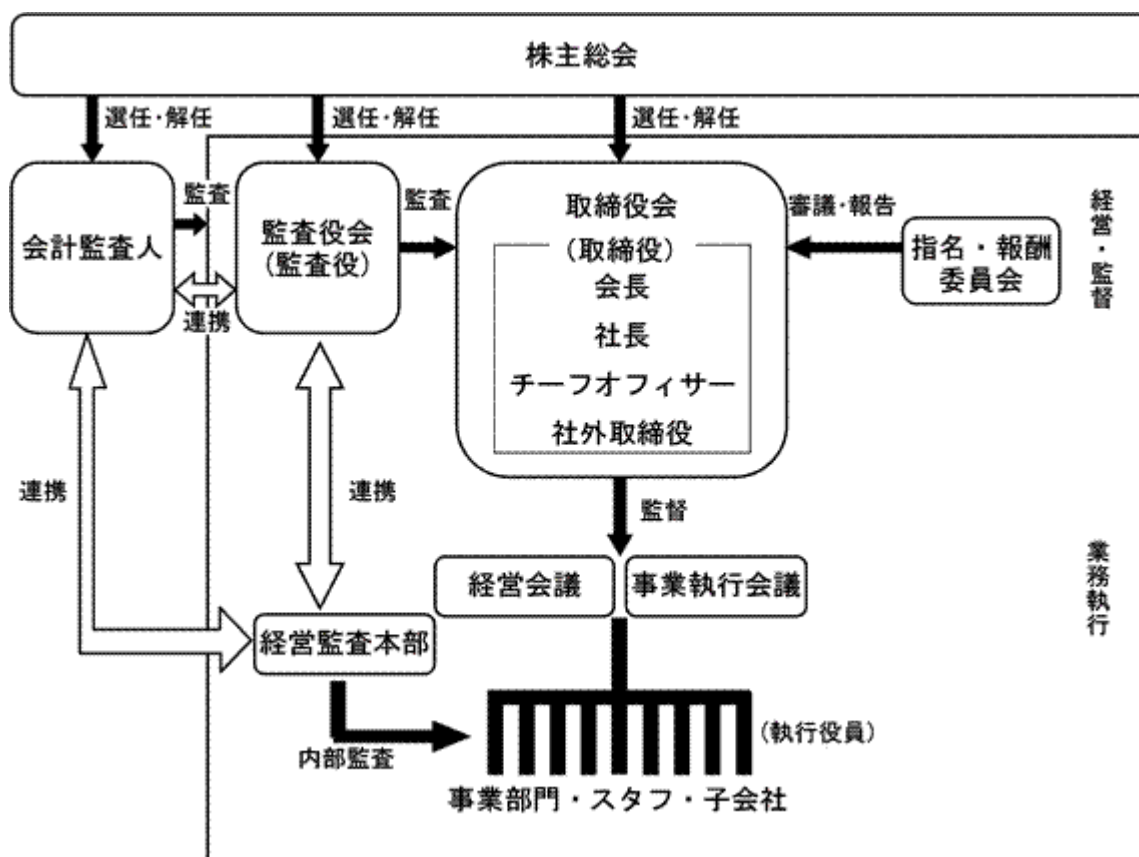 株主総会
選任・解任
選任・解任
選任・解任
会計監査人
監査
監査役会
(監査役)
監査
連携
取締役会
(取締役)
会長
社長
チーフオフィサー
社外取締役
審議・報告
指名・報酬
委員会
経営・監督
連携
連携
監督
経営会議
事業執行会議
業務執行
経営監査本部
内部監査
(執行役員)
事業部門・スタフ・子会社